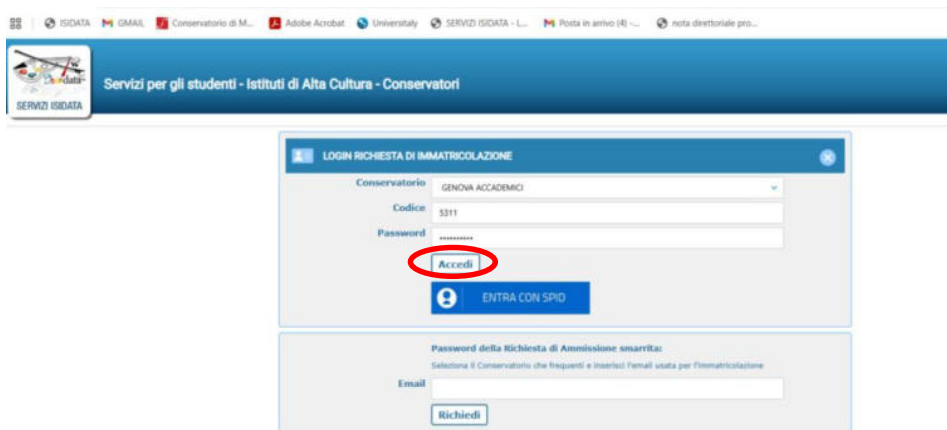 ISIDATA GMAIL Conservatorio di M... Adobe Acrobat Universitaly SERVIZI ISIDATA - L... Posta in arrivo (4) -... nota direttoriale pro...
Isidata
SERVIZI ISIDATA
Servizi per gli studenti - Istituti di Alta Cultura - Conservatori
LOGIN RICHIESTA DI IMMATRICOLAZIONE
Conservatorio GENOVA ACCADEMICI
Codice 5311
Password ••••••••••
Accedi
ENTRA CON SPID
Password della Richiesta di Ammissione smarrita:
Seleziona il Conservatorio che frequenti e inserisci l'email usata per l'immatricolazione
Email
Richiedi